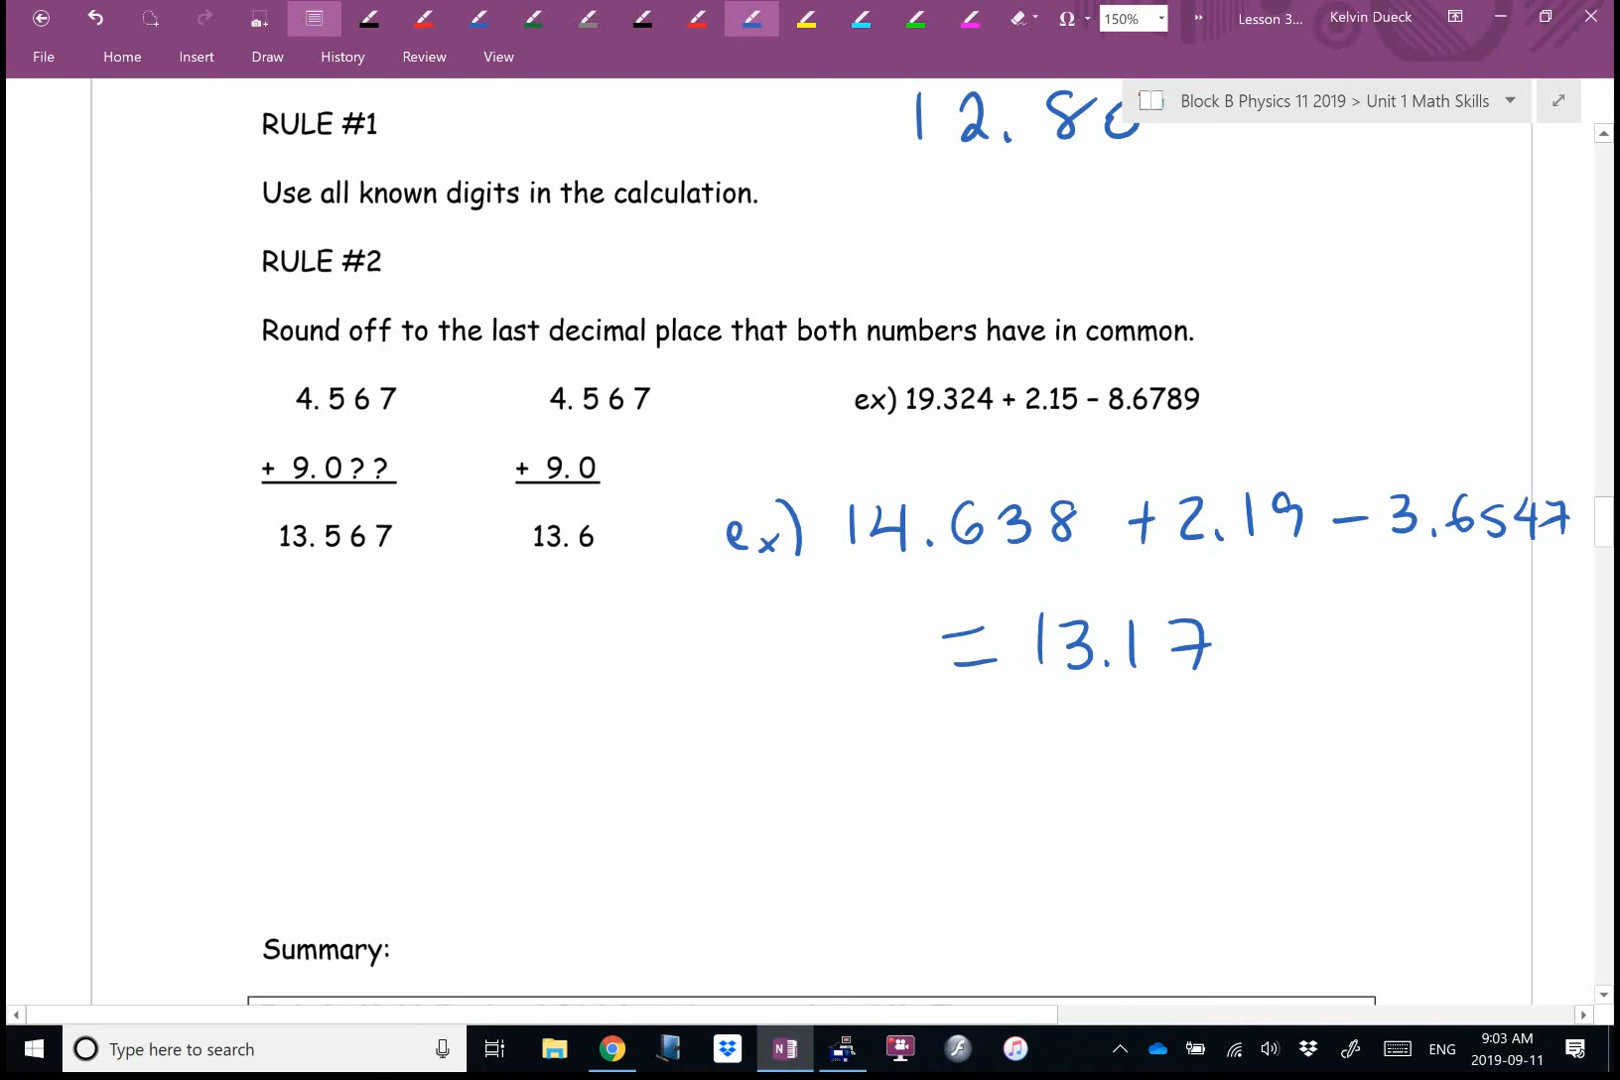 150%
Lesson 3...
Kelvin Dueck
File Home Insert Draw History Review View
Block B Physics 11 2019 > Unit 1 Math Skills
12.80
RULE #1
Use all known digits in the calculation.
RULE #2
Round off to the last decimal place that both numbers have in common.
4. 5 6 7 4. 5 6 7 ex) 19.324 + 2.15 – 8.6789
+ 9. 0 ? ? + 9. 0
ex) 14.638 + 2.19 − 3.6547
13. 5 6 7 13. 6
= 13.17
Summary:
Type here to search
ENG
9:03 AM
2019-09-11